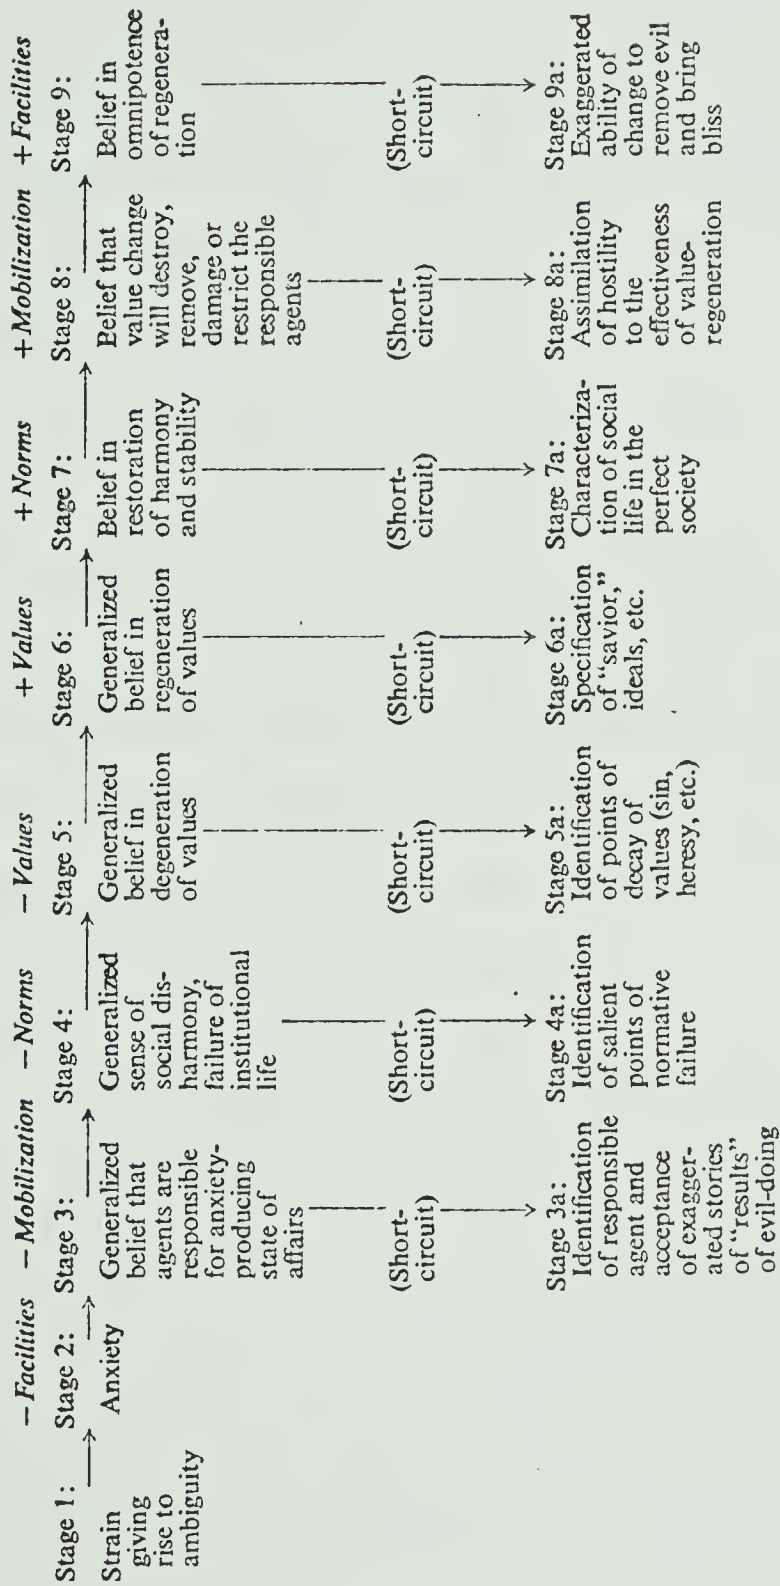 −Facilities −Mobilization −Norms −Values +Values +Norms +Mobilization +Facilities
Stage 1:
Strain
giving
rise to
ambiguity
Stage 2:
Anxiety
Stage 3:
Generalized
belief that
agents are
responsible
for anxiety-
producing
state of
affairs
(Short-
circuit)
Stage 3a:
Identification
of responsible
agent and
acceptance
of exagger-
ated stories
of "results"
of evil-doing
Stage 4:
Generalized
sense of
social dis-
harmony,
failure of
institutional
life
(Short-
circuit)
Stage 4a:
Identification
of salient
points of
normative
failure
Stage 5:
Generalized
belief in
degeneration
of values
(Short-
circuit)
Stage 5a:
Identification
of points of
decay of
values (sin,
heresy, etc.)
Stage 6:
Generalized
belief in
regeneration
of values
(Short-
circuit)
Stage 6a:
Specification
of "savior,"
ideals, etc.
Stage 7:
Belief in
restoration
of harmony
and stability
(Short-
circuit)
Stage 7a:
Characteriza-
tion of social
life in the
perfect
society
Stage 8:
Belief that
value change
will destroy,
remove,
damage or
restrict the
responsible
agents
(Short-
circuit)
Stage 8a:
Assimilation
of hostility
to the
effectiveness
of value-
regeneration
Stage 9:
Belief in
omnipotence
of regenera-
tion
(Short-
circuit)
Stage 9a:
Exaggerated
ability of
change to
remove evil
and bring
bliss